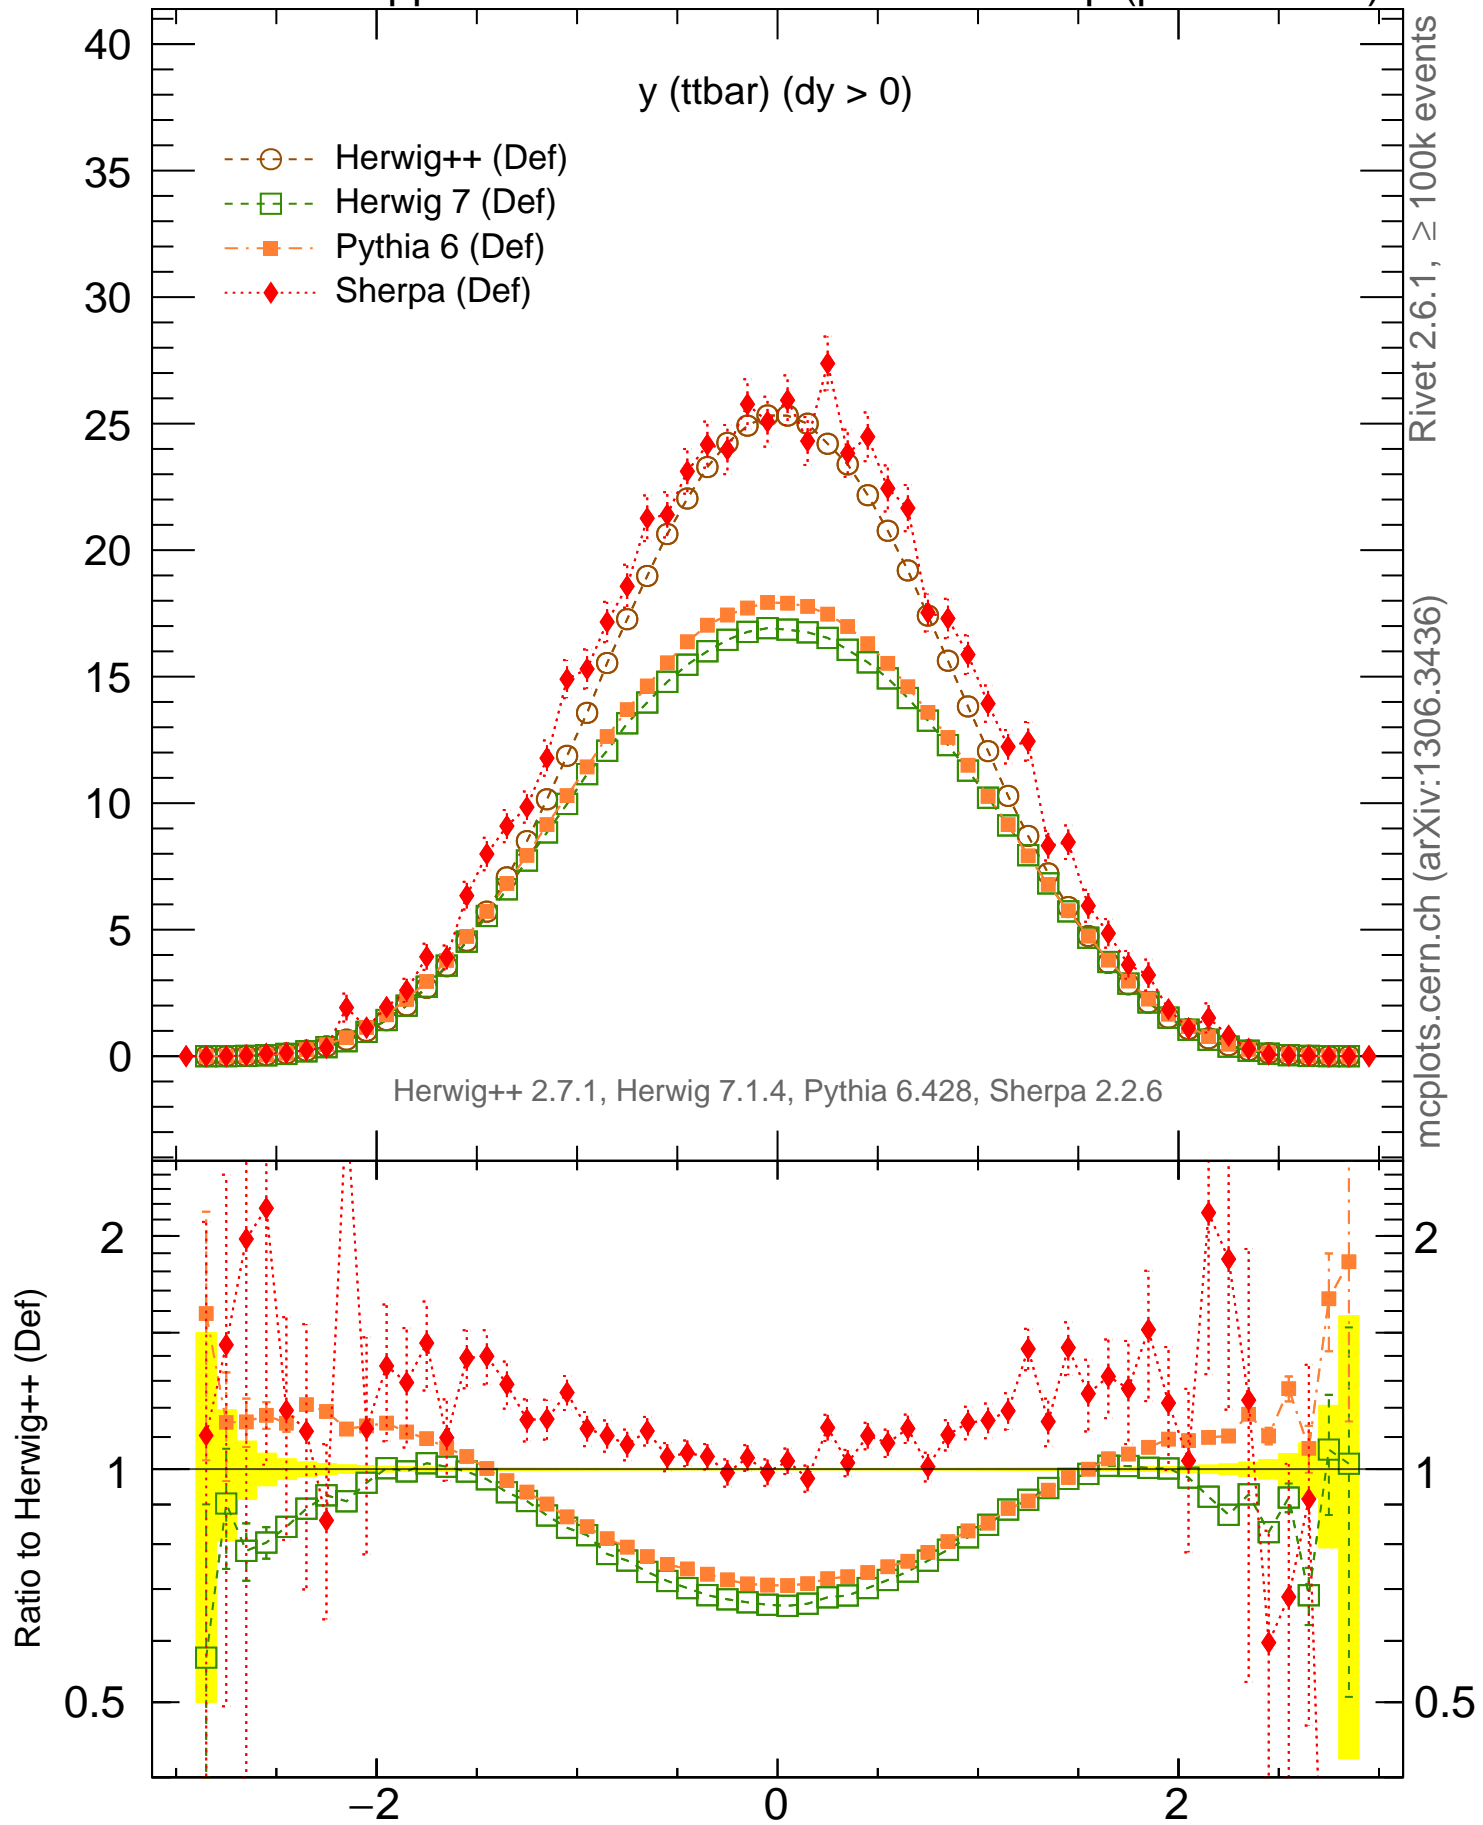 y (ttbar) (dy > 0)
Herwig++ (Def)
Herwig 7 (Def)
Pythia 6 (Def)
Sherpa (Def)
40
35
30
25
20
15
10
5
0
Herwig++ 2.7.1, Herwig 7.1.4, Pythia 6.428, Sherpa 2.2.6
Rivet 2.6.1, ≥ 100k events
mcplots.cern.ch (arXiv:1306.3436)
Ratio to Herwig++ (Def)
2
1
0.5
2
1
0.5
−2
0
2